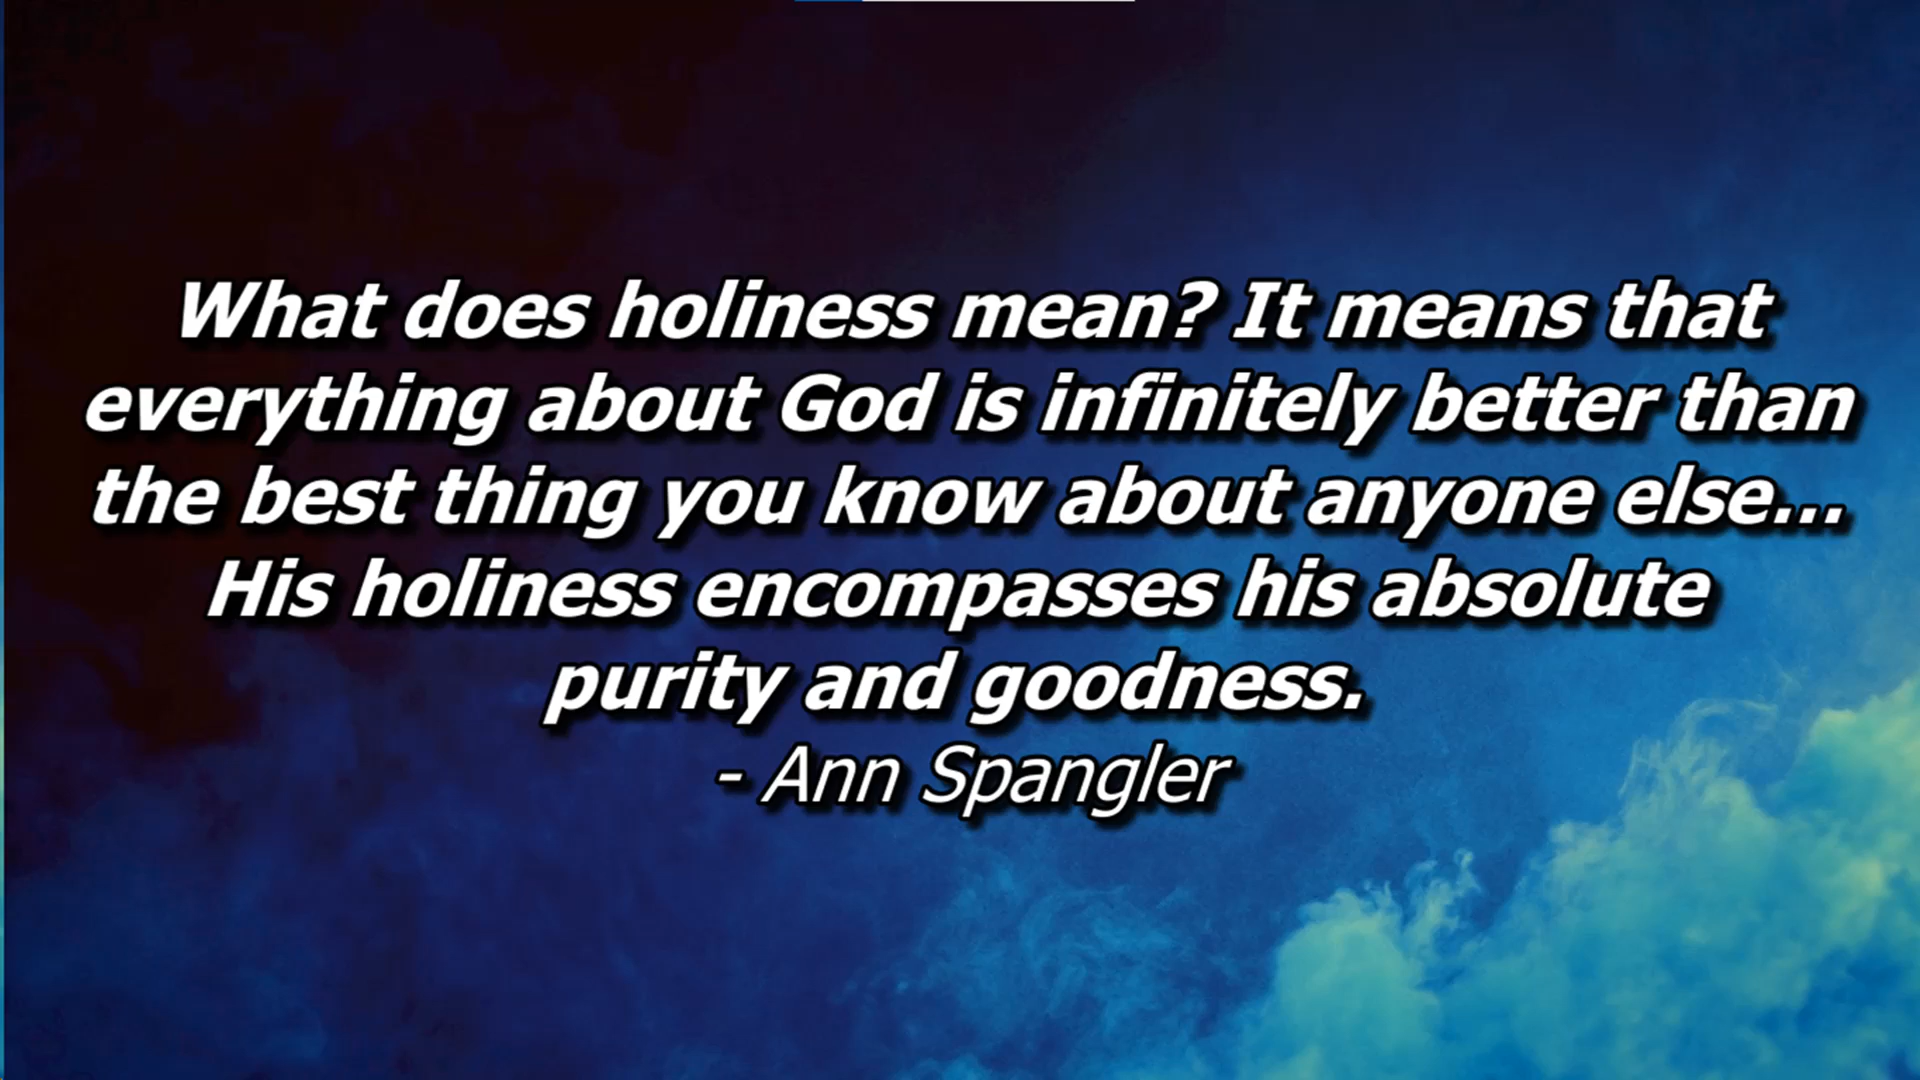 What does holiness mean? It means that
everything about God is infinitely better than
the best thing you know about anyone else...
His holiness encompasses his absolute
purity and goodness.
- Ann Spangler